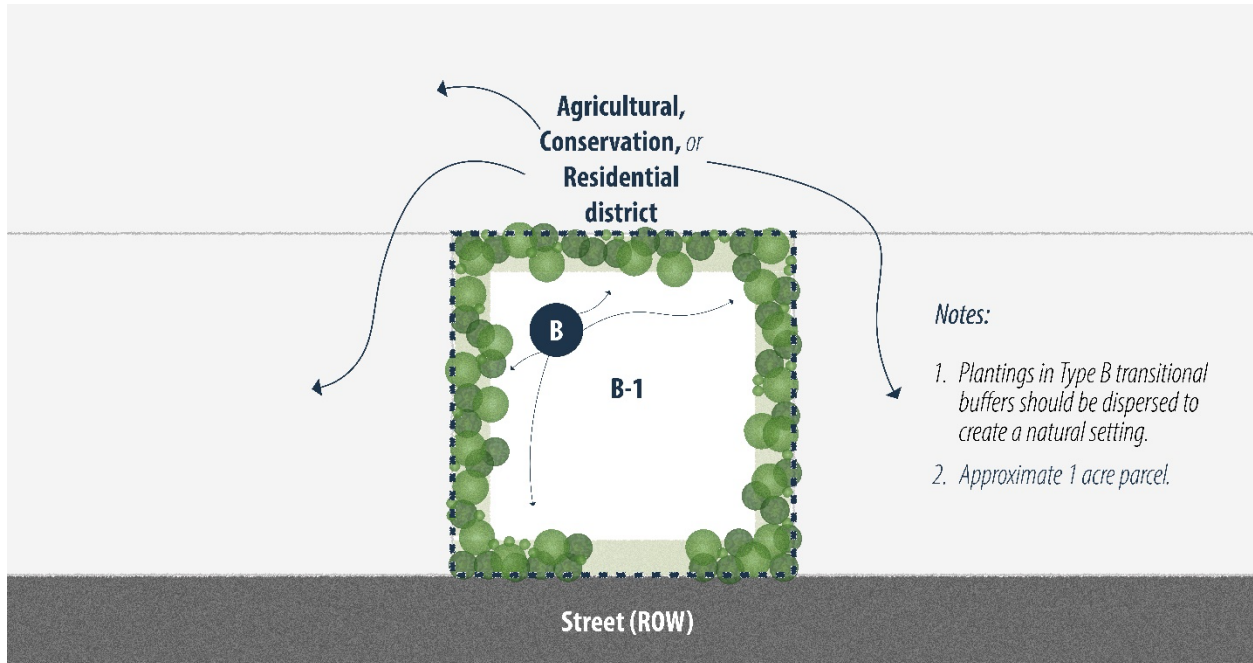 Agricultural,
Conservation, or
Residential
district
B
B-1
Notes:
1. Plantings in Type B transitional
buffers should be dispersed to
create a natural setting.
2. Approximate 1 acre parcel.
Street (ROW)